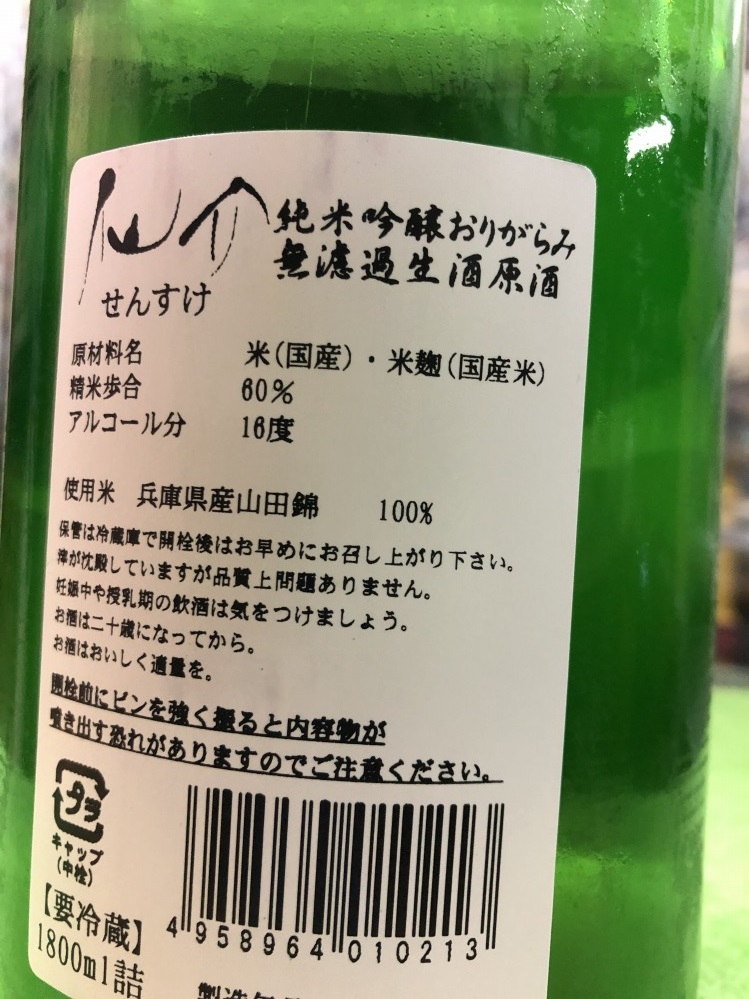 仙介 純米吟醸おりがらみ
無濾過生酒原酒
せんすけ
原材料名 米(国産)・米麹(国産米)
精米歩合 60%
アルコール分 16度
使用米 兵庫県産山田錦 100%
保管は冷蔵庫で開栓後はお早めにお召し上がり下さい。
滓が沈殿していますが品質上問題ありません。
妊娠中や授乳期の飲酒は気をつけましょう。
お酒は二十歳になってから。
お酒はおいしく適量を。
開栓前にビンを強く振ると内容物が
噴き出す恐れがありますのでご注意ください。
プラ
キャップ
(中栓)
【要冷蔵】
1800ml詰
4 958964 010213
製造年月